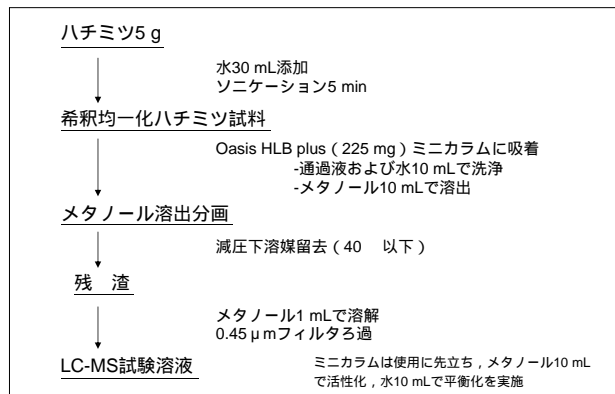 ハチミツ5 g
水30 mL添加
ソニケーション5 min
希釈均一化ハチミツ試料
Oasis HLB plus(225 mg)ミニカラムに吸着
-通過液および水10 mLで洗浄
-メタノール10 mLで溶出
メタノール溶出分画
減圧下溶媒留去(40 以下)
残 渣
メタノール1 mLで溶解
0.45μmフィルタろ過
LC-MS試験溶液
ミニカラムは使用に先立ち,メタノール10 mL
で活性化,水10 mLで平衡化を実施